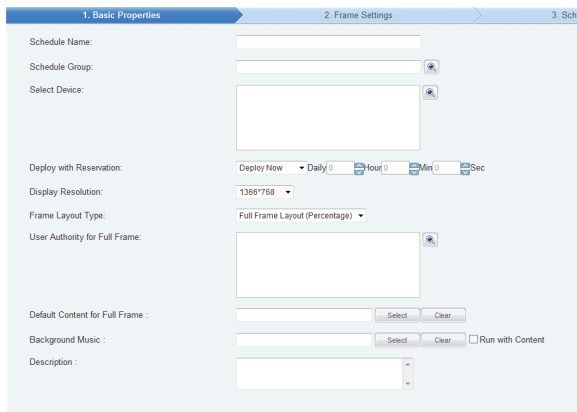 1. Basic Properties 2. Frame Settings 3. Sch
Schedule Name:
Schedule Group:
Select Device:
Deploy with Reservation: Deploy Now Daily 0 Hour 0 Min 0 Sec
Display Resolution: 1366*768
Frame Layout Type: Full Frame Layout (Percentage)
User Authority for Full Frame:
Default Content for Full Frame : Select Clear
Background Music : Select Clear Run with Content
Description :